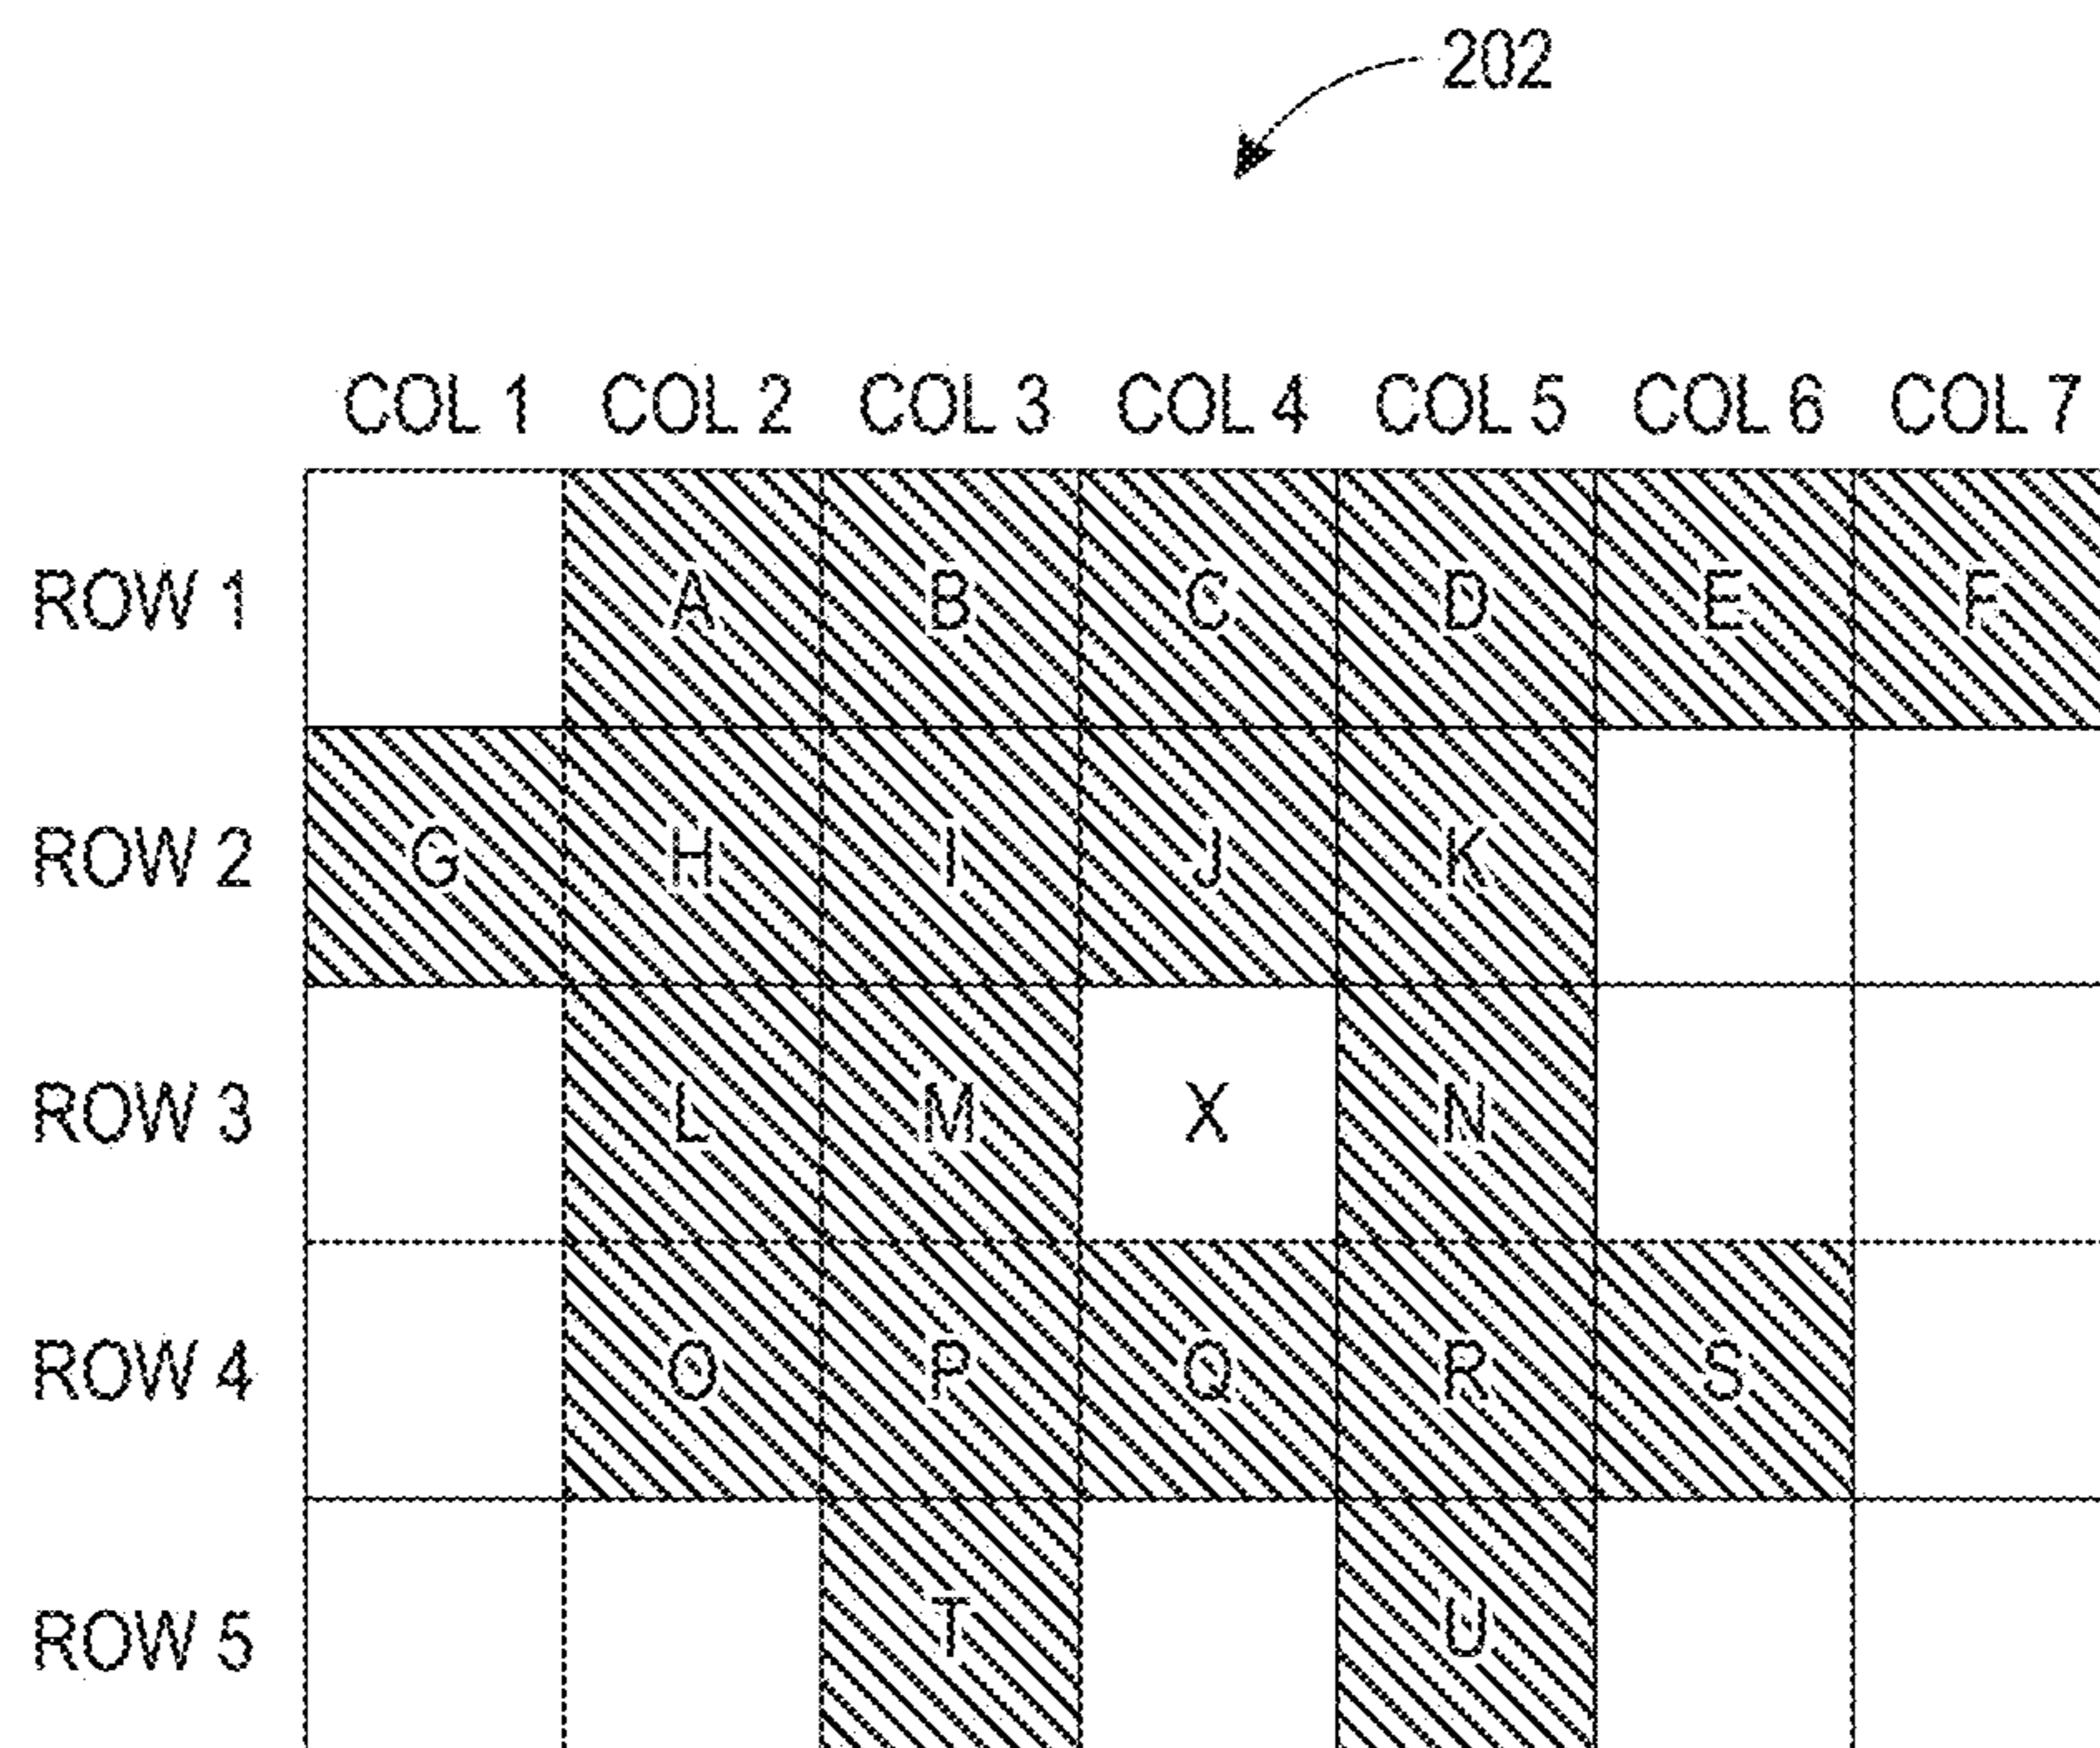 202
COL 1 COL 2 COL 3 COL 4 COL 5 COL 6 COL 7
ROW 1 A B C D E F
ROW 2 G H I J K
ROW 3 L M X N
ROW 4 O P Q R S
ROW 5 T U